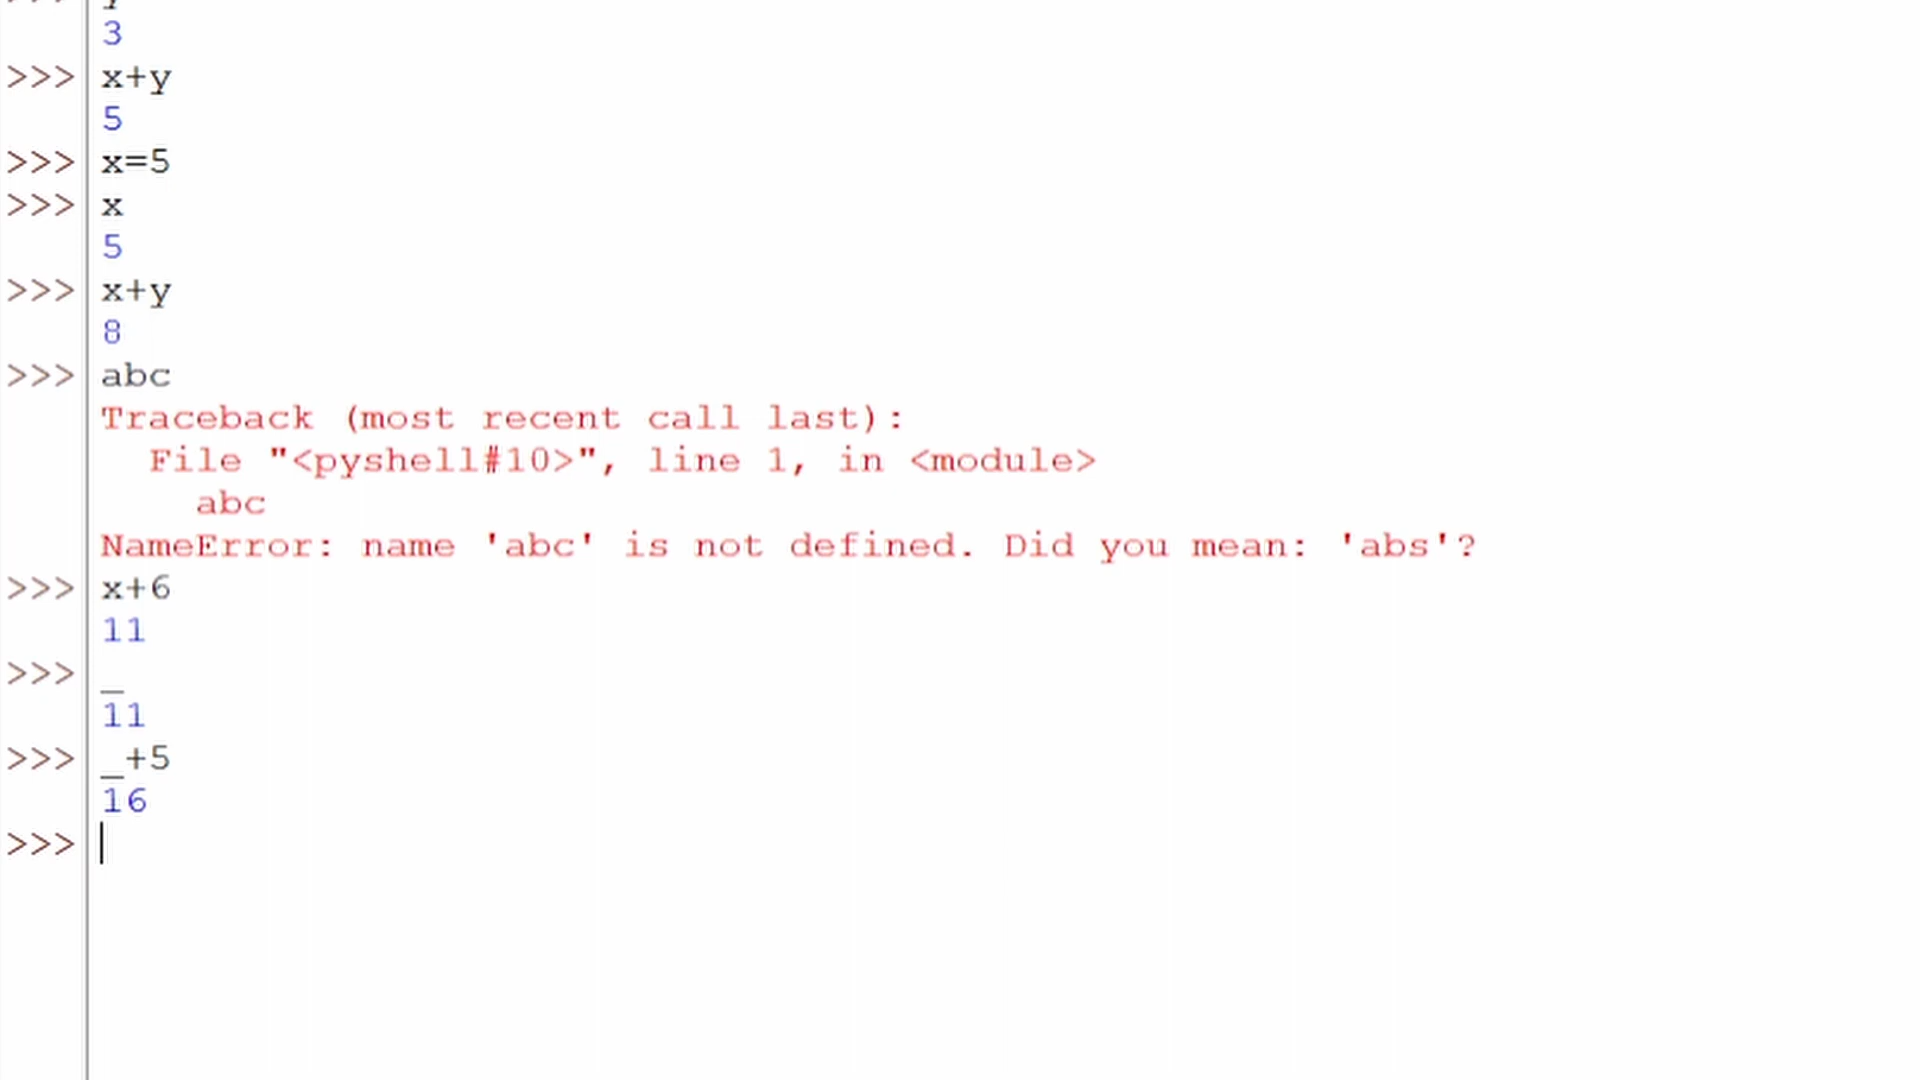 3
>>> x+y
5
>>> x=5
>>> x
5
>>> x+y
8
>>> abc
Traceback (most recent call last):
  File "<pyshell#10>", line 1, in <module>
    abc
NameError: name 'abc' is not defined. Did you mean: 'abs'?
>>> x+6
11
>>> _
11
>>> _+5
16
>>>